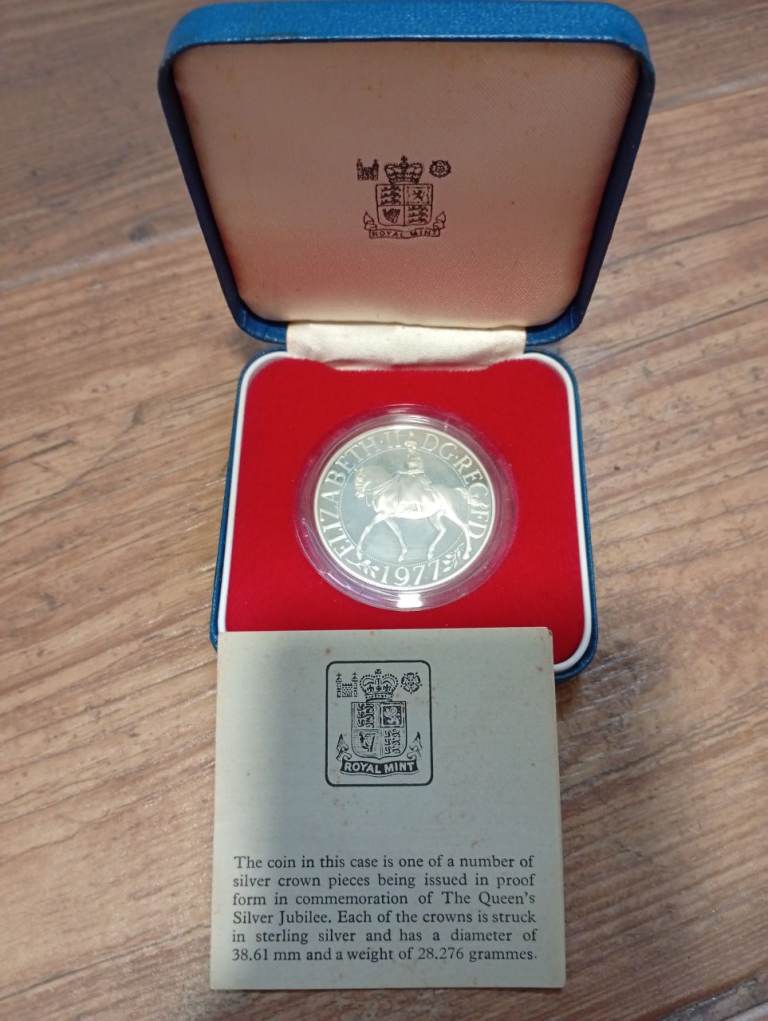 ROYAL MINT
ELIZABETH·II·DG·REG·FD
1977
ROYAL MINT
The coin in this case is one of a number of
silver crown pieces being issued in proof
form in commemoration of The Queen's
Silver Jubilee. Each of the crowns is struck
in sterling silver and has a diameter of
38.61 mm and a weight of 28.276 grammes.